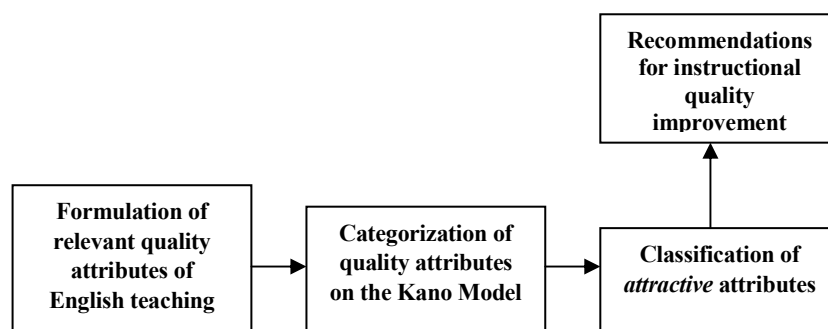 Recommendations
for instructional
quality
improvement
Formulation of
relevant quality
attributes of
English teaching
Categorization of
quality attributes
on the Kano Model
Classification of
attractive attributes